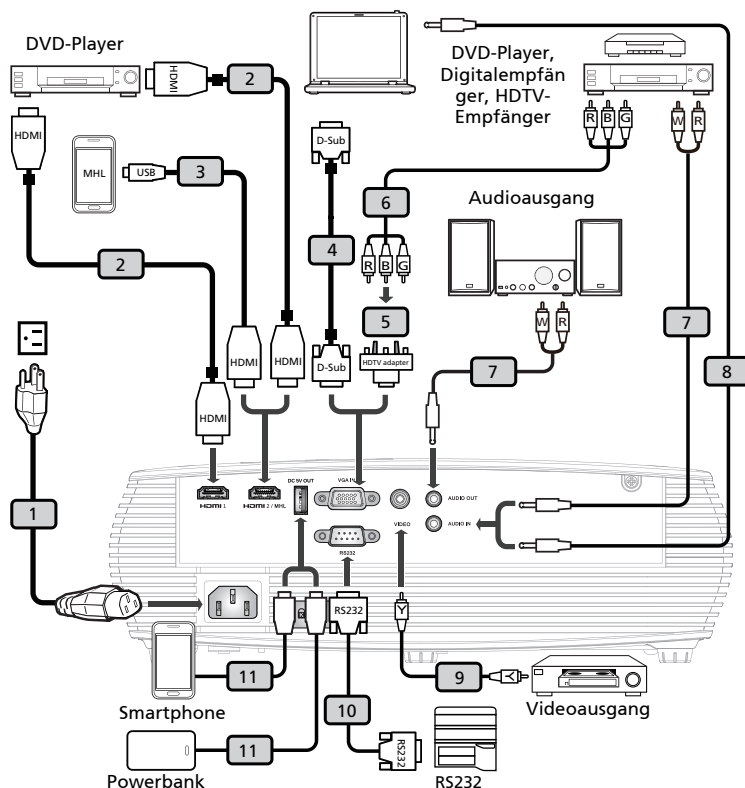 DVD-Player
HDMI
2
DVD-Player,
Digitalempfän
ger, HDTV-
Empfänger
HDMI
MHL
USB
3
D-Sub
R B G
W R
6
Audioausgang
2
4
R B G
5
7
8
HDMI
HDMI
D-Sub
HDTV adapter
W R
7
HDMI
1
HDMI 1
HDMI 2 / MHL
DC 5V OUT
VGA IN
VIDEO
AUDIO OUT
AUDIO IN
RS232
RS232
Y
11
9
Y
10
Smartphone
Videoausgang
11
RS232
Powerbank
RS232